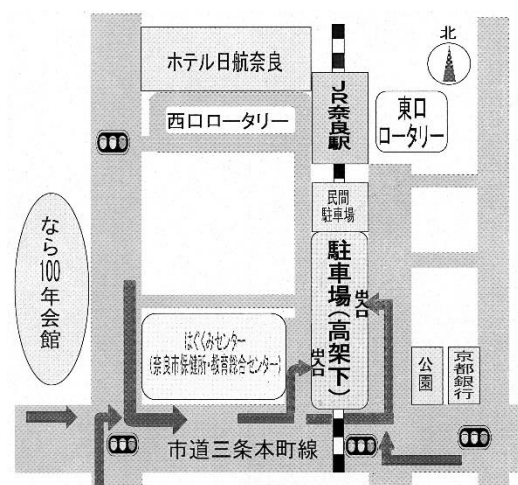 北
ホテル日航奈良
JR奈良駅
東口
ロータリー
西口ロータリー
民間
駐車場
なら100年会館
駐車場(高架下)
出入口
出入口
はぐくみセンター
(奈良市保健所・教育総合センター)
公園
京都銀行
市道三条本町線